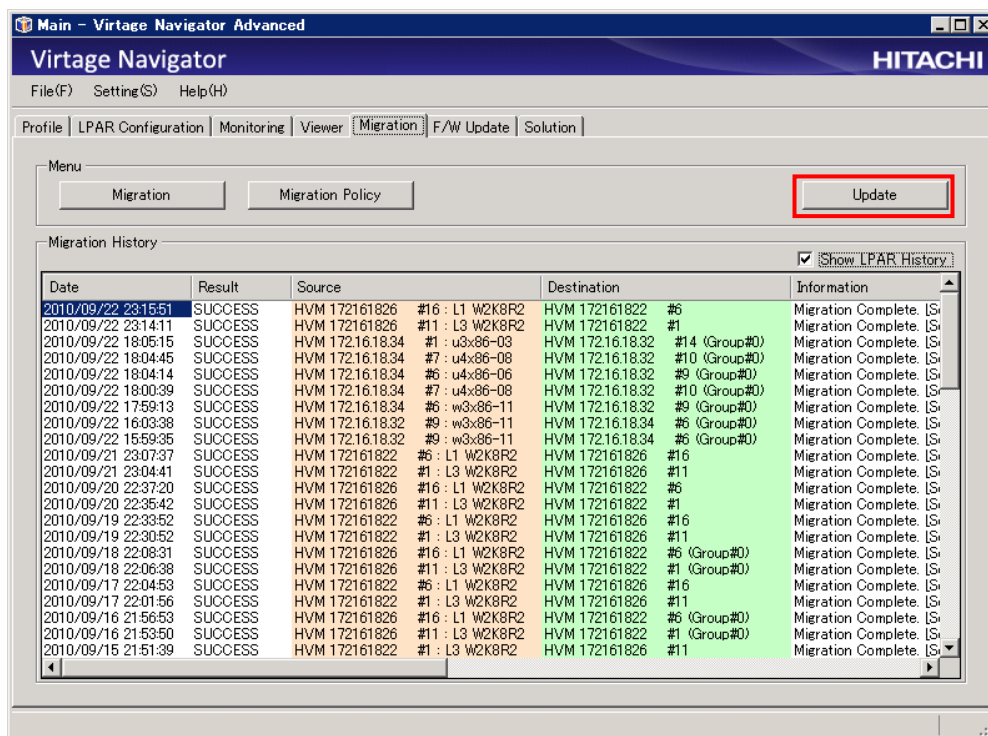 Main - Virtage Navigator Advanced
Virtage Navigator HITACHI
File(F) Setting(S) Help(H)
Profile LPAR Configuration Monitoring Viewer Migration F/W Update Solution
Menu
Migration Migration Policy Update
Migration History
Show LPAR History
Date Result Source Destination Information
2010/09/22 23:15:51 SUCCESS HVM 172161826 #16 : L1 W2K8R2 HVM 172161822 #6 Migration Complete.
2010/09/22 23:14:11 SUCCESS HVM 172161826 #11 : L3 W2K8R2 HVM 172161822 #1 Migration Complete.
2010/09/22 18:05:15 SUCCESS HVM 172.16.18.34 #1 : u3x86-03 HVM 172.16.18.32 #14 (Group#0) Migration Complete.
2010/09/22 18:04:45 SUCCESS HVM 172.16.18.34 #7 : u4x86-08 HVM 172.16.18.32 #10 (Group#0) Migration Complete.
2010/09/22 18:04:14 SUCCESS HVM 172.16.18.34 #6 : u4x86-06 HVM 172.16.18.32 #9 (Group#0) Migration Complete.
2010/09/22 18:00:39 SUCCESS HVM 172.16.18.34 #7 : u4x86-08 HVM 172.16.18.32 #10 (Group#0) Migration Complete.
2010/09/22 17:59:13 SUCCESS HVM 172.16.18.34 #6 : w3x86-11 HVM 172.16.18.32 #9 (Group#0) Migration Complete.
2010/09/22 16:03:38 SUCCESS HVM 172.16.18.32 #9 : w3x86-11 HVM 172.16.18.34 #6 (Group#0) Migration Complete.
2010/09/22 15:59:35 SUCCESS HVM 172.16.18.32 #9 : w3x86-11 HVM 172.16.18.34 #6 (Group#0) Migration Complete.
2010/09/21 23:07:37 SUCCESS HVM 172161822 #6 : L1 W2K8R2 HVM 172161826 #16 Migration Complete.
2010/09/21 23:04:41 SUCCESS HVM 172161822 #1 : L3 W2K8R2 HVM 172161826 #11 Migration Complete.
2010/09/20 22:37:20 SUCCESS HVM 172161826 #16 : L1 W2K8R2 HVM 172161822 #6 Migration Complete.
2010/09/20 22:35:42 SUCCESS HVM 172161826 #11 : L3 W2K8R2 HVM 172161822 #1 Migration Complete.
2010/09/19 22:33:52 SUCCESS HVM 172161822 #6 : L1 W2K8R2 HVM 172161826 #16 Migration Complete.
2010/09/19 22:30:52 SUCCESS HVM 172161822 #1 : L3 W2K8R2 HVM 172161826 #11 Migration Complete.
2010/09/18 22:08:31 SUCCESS HVM 172161826 #16 : L1 W2K8R2 HVM 172161822 #6 (Group#0) Migration Complete.
2010/09/18 22:06:38 SUCCESS HVM 172161826 #11 : L3 W2K8R2 HVM 172161822 #1 (Group#0) Migration Complete.
2010/09/17 22:04:53 SUCCESS HVM 172161822 #6 : L1 W2K8R2 HVM 172161826 #16 Migration Complete.
2010/09/17 22:01:56 SUCCESS HVM 172161822 #1 : L3 W2K8R2 HVM 172161826 #11 Migration Complete.
2010/09/16 21:56:53 SUCCESS HVM 172161826 #16 : L1 W2K8R2 HVM 172161822 #6 (Group#0) Migration Complete.
2010/09/16 21:53:50 SUCCESS HVM 172161826 #11 : L3 W2K8R2 HVM 172161822 #1 (Group#0) Migration Complete.
2010/09/15 21:51:39 SUCCESS HVM 172161822 #1 : L3 W2K8R2 HVM 172161826 #11 Migration Complete.